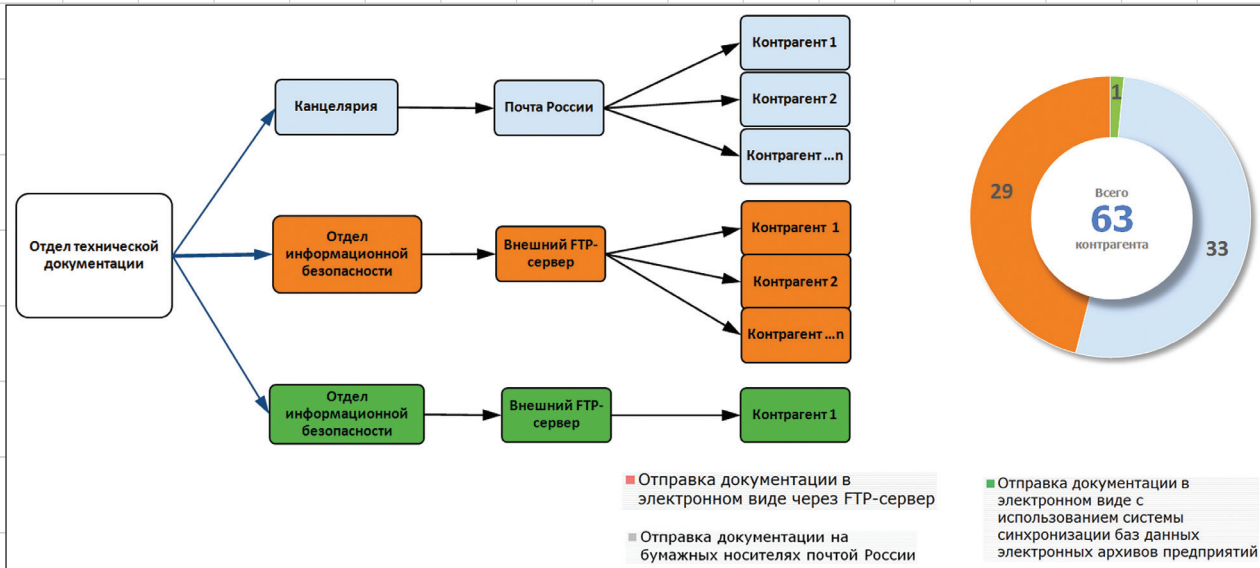 Отдел технической
документации
Канцелярия
Почта России
Контрагент 1
Контрагент 2
Контрагент ...n
Отдел
информационной
безопасности
Внешний FTP-
сервер
Контрагент 1
Контрагент 2
Контрагент ...n
Отдел
информационной
безопасности
Внешний FTP-
сервер
Контрагент 1
1
29
33
Всего
63
контрагента
Отправка документации в
электронном виде через FTP-сервер
Отправка документации на
бумажных носителях почтой России
Отправка документации в
электронном виде с
использованием системы
синхронизации баз данных
электронных архивов предприятий